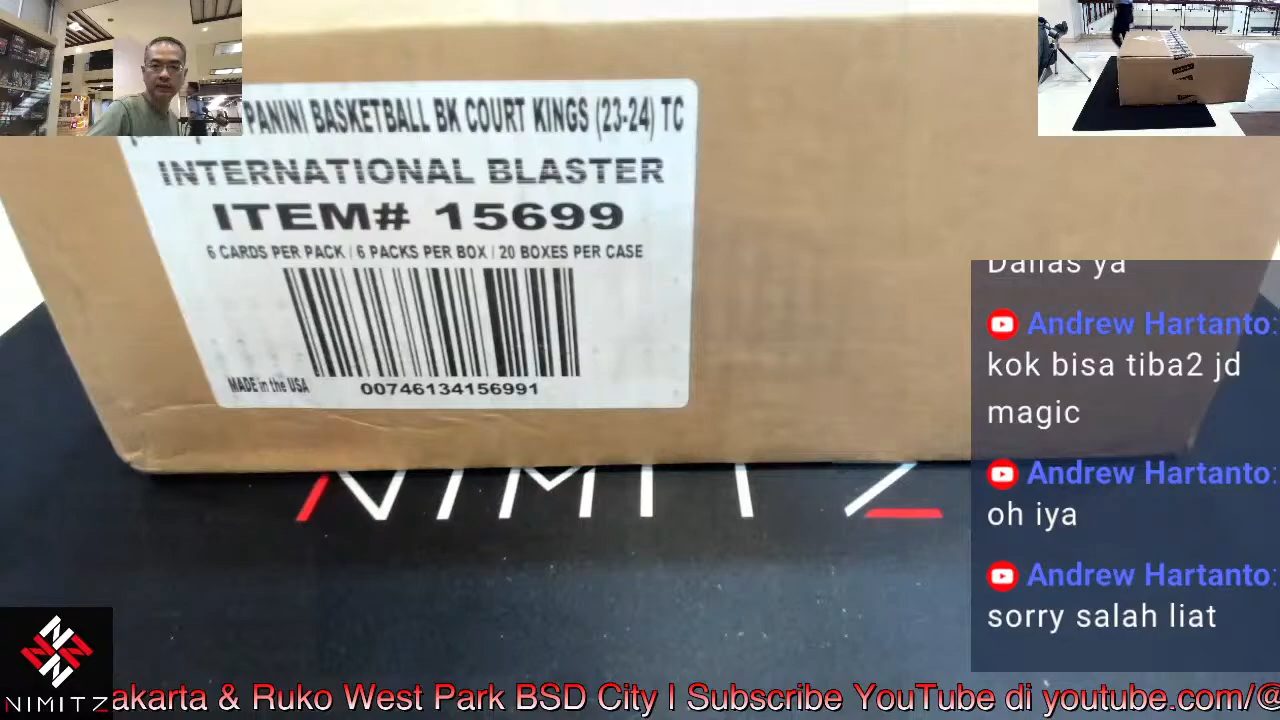 PANINI BASKETBALL BK COURT KINGS (23-24) TC
INTERNATIONAL BLASTER
ITEM# 15699
6 CARDS PER PACK | 6 PACKS PER BOX | 20 BOXES PER CASE
MADE in the USA
00746134156991
NIMITZ
Dallas ya
Andrew Hartanto:
kok bisa tiba2 jd
magic
Andrew Hartanto:
oh iya
Andrew Hartanto:
sorry salah liat
NIMITZ
akarta & Ruko West Park BSD City I Subscribe YouTube di youtube.com/@